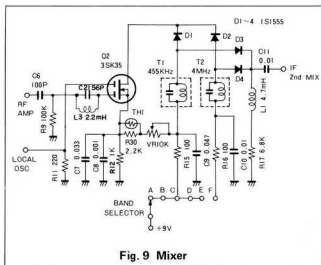 D1~4 ISI555
D1
D2
Q2
3SK35
T1
455KHz
T2
4MHz
D3
D4
C11
0.01
IF
2nd MIX
C6
100P
C2 56P
RF
AMP
R9 100K
L3 2.2mH
TH1
R30
2.2K
VR10K
L1 4.7mH
LOCAL
OSC
R11 220
C7 0.033
C8 0.001
R12 1K
R15 100
C9 0.047
R16 100
C10 0.01
R17 6.8K
A B C D E F
BAND
SELECTOR
+9V
Fig. 9 Mixer